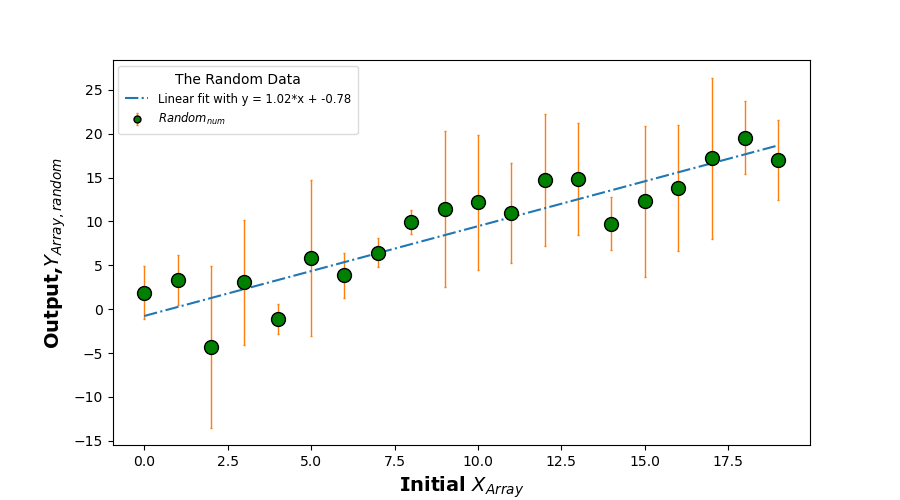 The Random Data
Linear fit with y = 1.02*x + -0.78
Random_num
25
20
15
10
5
0
−5
−10
−15
Output,Y_Array, random
0.0 2.5 5.0 7.5 10.0 12.5 15.0 17.5
Initial X_Array